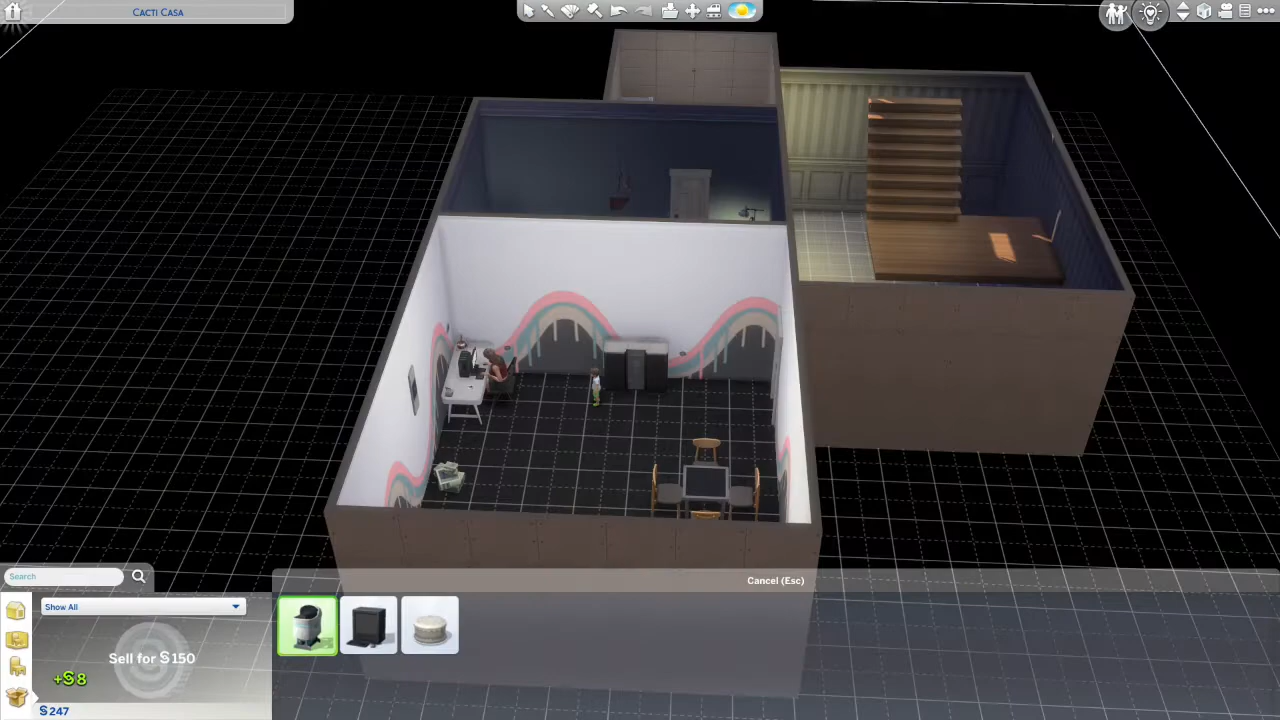 Cacti Casa
Cancel (Esc)
Search
Show All
Sell for §150
+§8
§247